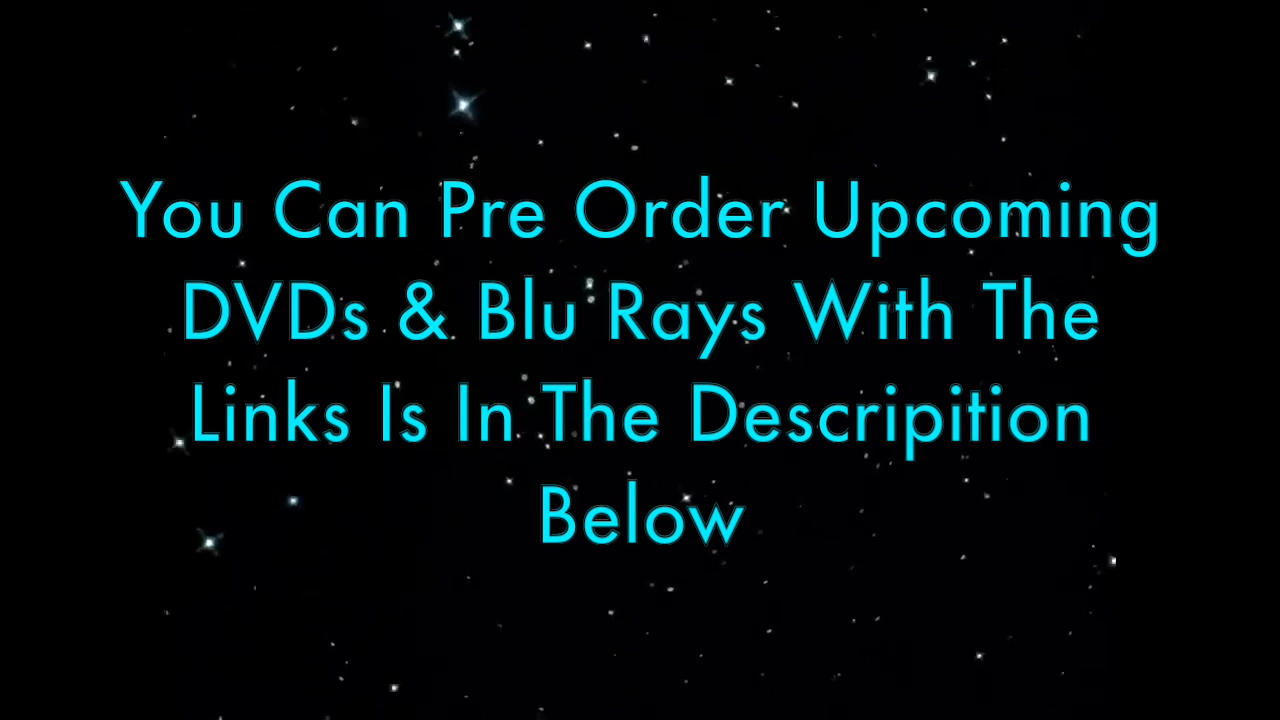 You Can Pre Order Upcoming
DVDs & Blu Rays With The
Links Is In The Descripition
Below